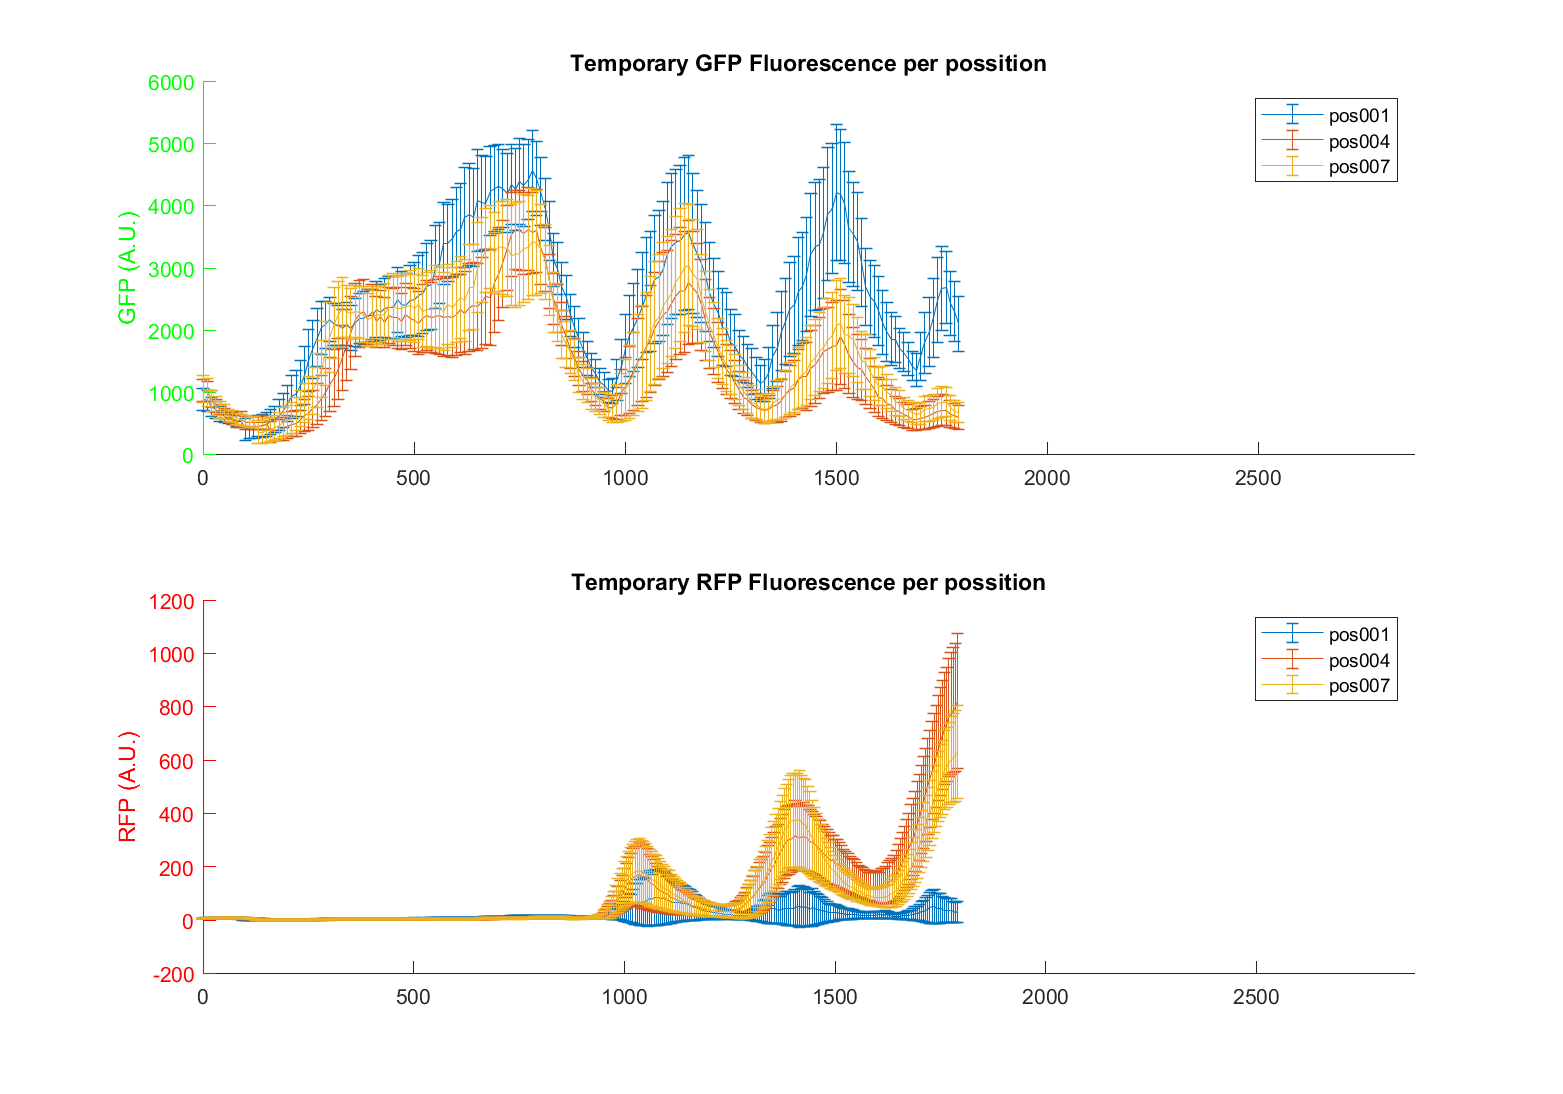 Temporary GFP Fluorescence per possition
6000
5000
4000
3000
2000
1000
0
GFP (A.U.)
0 500 1000 1500 2000 2500
pos001
pos004
pos007
Temporary RFP Fluorescence per possition
1200
1000
800
600
400
200
0
-200
RFP (A.U.)
0 500 1000 1500 2000 2500
pos001
pos004
pos007